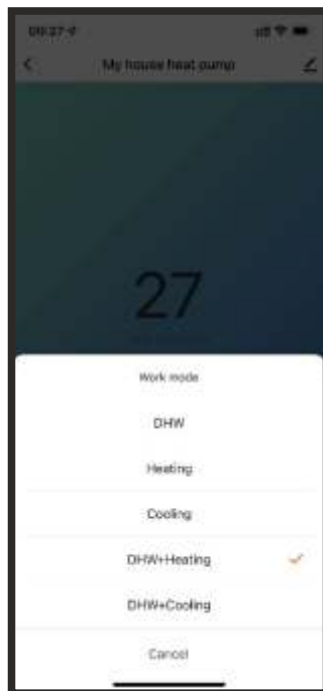 My house heat pump
27
Work mode
DHW
Heating
Cooling
DHW+Heating
DHW+Cooling
Cancel